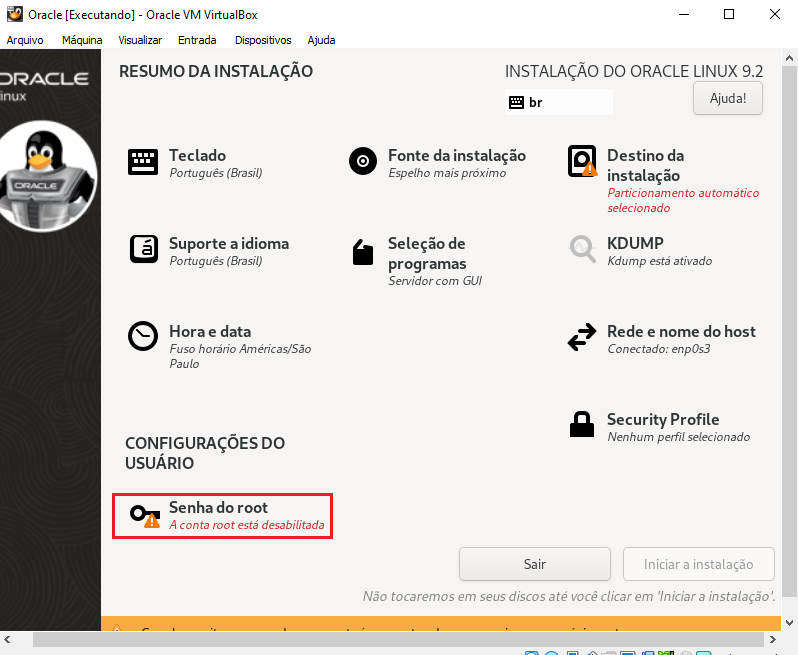 Oracle [Executando] - Oracle VM VirtualBox
Arquivo Máquina Visualizar Entrada Dispositivos Ajuda
ORACLE
Linux
RESUMO DA INSTALAÇÃO
INSTALAÇÃO DO ORACLE LINUX 9.2
br
Ajuda!
ORACLE
Teclado
Português (Brasil)
Fonte da instalação
Espelho mais próximo
Destino da
instalação
Particionamento automático
selecionado
Suporte a idioma
Português (Brasil)
Seleção de
programas
Servidor com GUI
KDUMP
Kdump está ativado
Hora e data
Fuso horário Américas/São
Paulo
Rede e nome do host
Conectado: enp0s3
Security Profile
Nenhum perfil selecionado
CONFIGURAÇÕES DO
USUÁRIO
Senha do root
A conta root está desabilitada
Sair
Iniciar a instalação
Não tocaremos em seus discos até você clicar em 'Iniciar a instalação'.